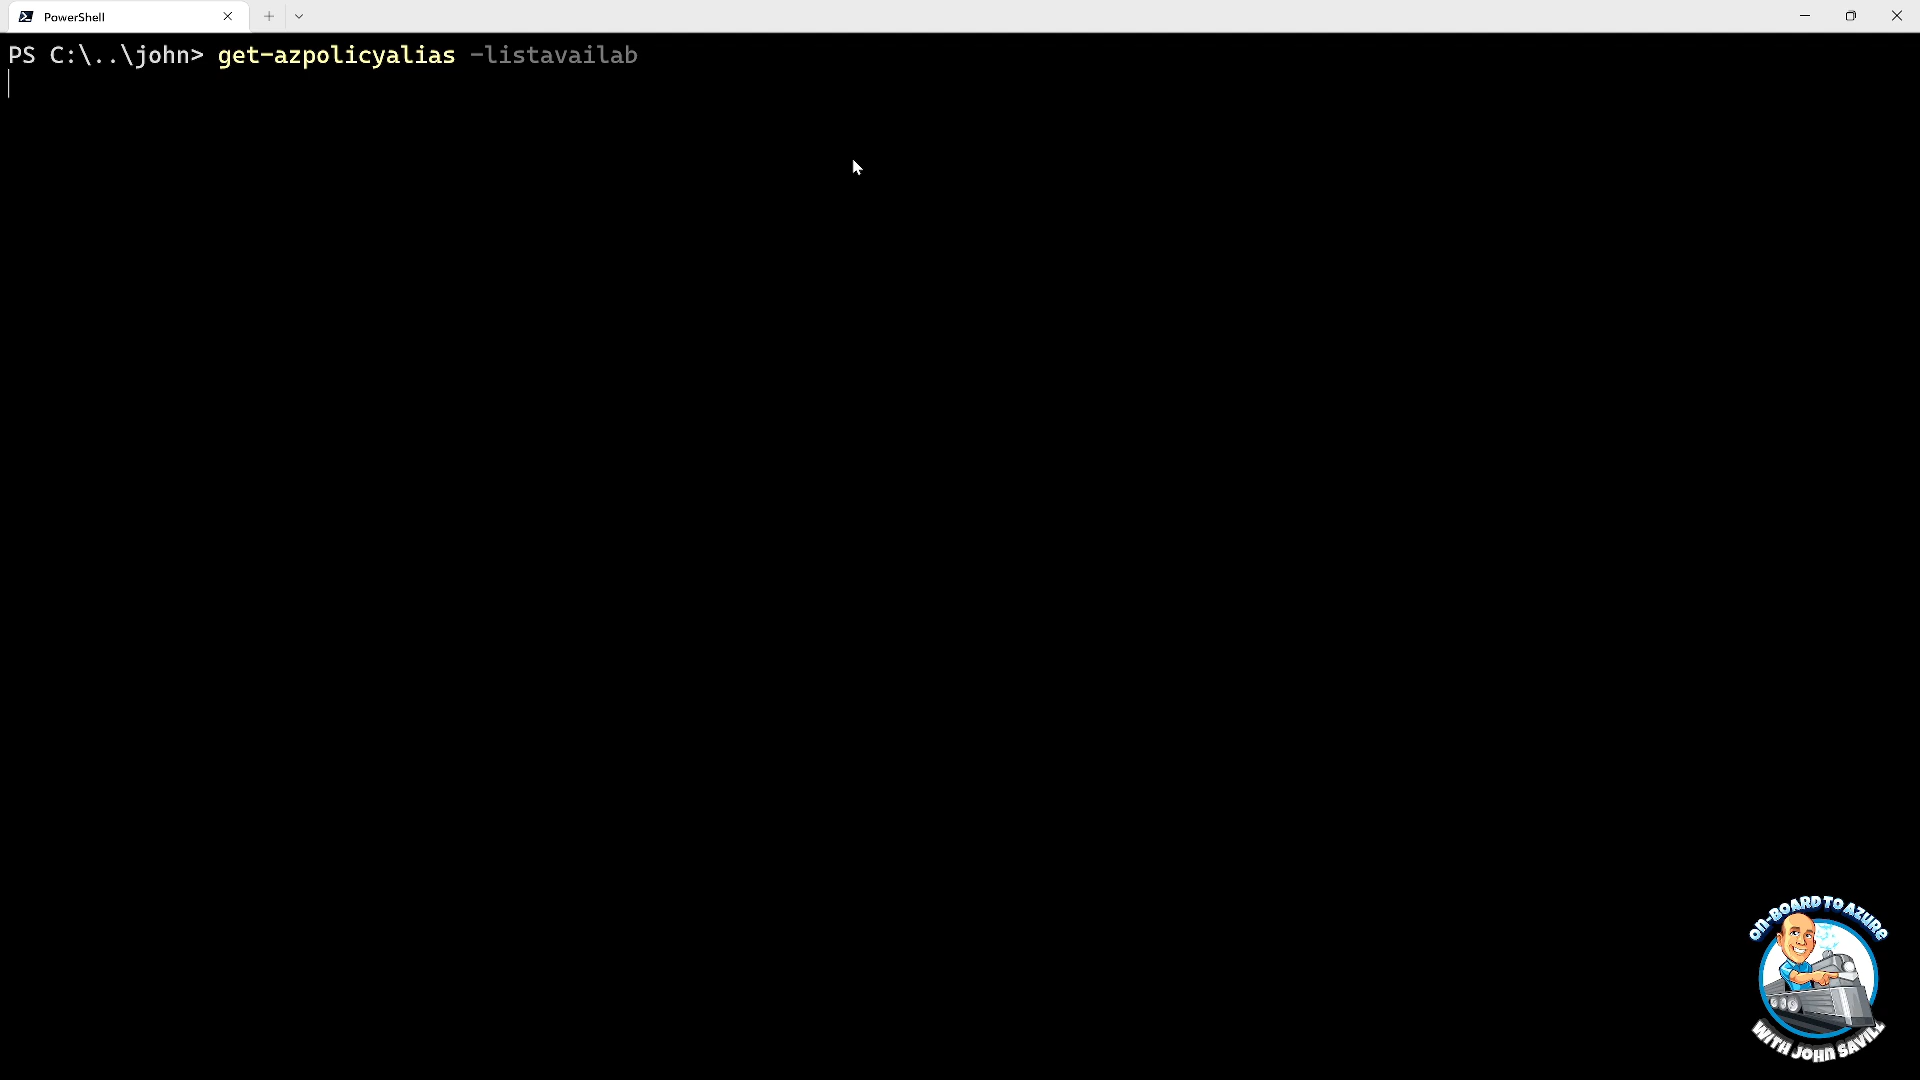 PowerShell
PS C:\..\john> get-azpolicyalias -listavailab
ON-BOARD TO AZURE
WITH JOHN SAVILL